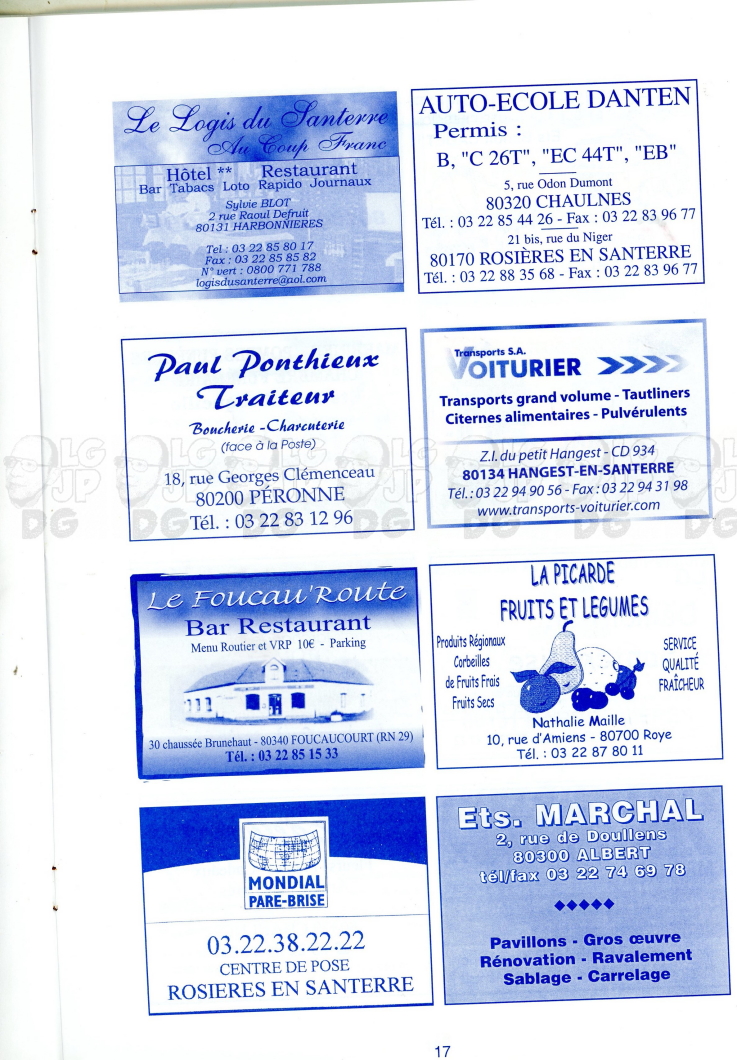 Le Logis du Santerre
Au Coup Franc
Hôtel ** Restaurant
Bar Tabacs Loto Rapido Journaux
Sylvie BLOT
2 rue Raoul Defruit
80131 HARBONNIERES
Tel : 03 22 85 80 17
Fax : 03 22 85 85 82
N° vert : 0800 771 788
logisdusanterre@aol.com
AUTO-ECOLE DANTEN
Permis :
B, "C 26T", "EC 44T", "EB"
5, rue Odon Dumont
80320 CHAULNES
Tél. : 03 22 85 44 26 - Fax : 03 22 83 96 77
21 bis, rue du Niger
80170 ROSIÈRES EN SANTERRE
Tél. : 03 22 88 35 68 - Fax : 03 22 83 96 77
Paul Ponthieux
Traiteur
Boucherie - Charcuterie
(face à la Poste)
18, rue Georges Clémenceau
80200 PÉRONNE
Tél. : 03 22 83 12 96
Transports S.A.
VOITURIER
Transports grand volume - Tautliners
Citernes alimentaires - Pulvérulents
Z.I. du petit Hangest - CD 934
80134 HANGEST-EN-SANTERRE
Tél. : 03 22 94 90 56 - Fax : 03 22 94 31 98
www.transports-voiturier.com
Le Foucau'Route
Bar Restaurant
Menu Routier et VRP 10€ - Parking
30 chaussée Brunehaut - 80340 FOUCAUCOURT (RN 29)
Tél. : 03 22 85 15 33
LA PICARDE
FRUITS ET LEGUMES
Produits Régionaux
Corbeilles
de Fruits Frais
Fruits Secs
SERVICE
QUALITÉ
FRAÎCHEUR
Nathalie Maille
10, rue d'Amiens - 80700 Roye
Tél. : 03 22 87 80 11
MONDIAL
PARE-BRISE
03.22.38.22.22
CENTRE DE POSE
ROSIERES EN SANTERRE
Ets. MARCHAL
2, rue de Doullens
80300 ALBERT
tél/fax 03 22 74 69 78
Pavillons - Gros œuvre
Rénovation - Ravalement
Sablage - Carrelage
17
LG JP DG